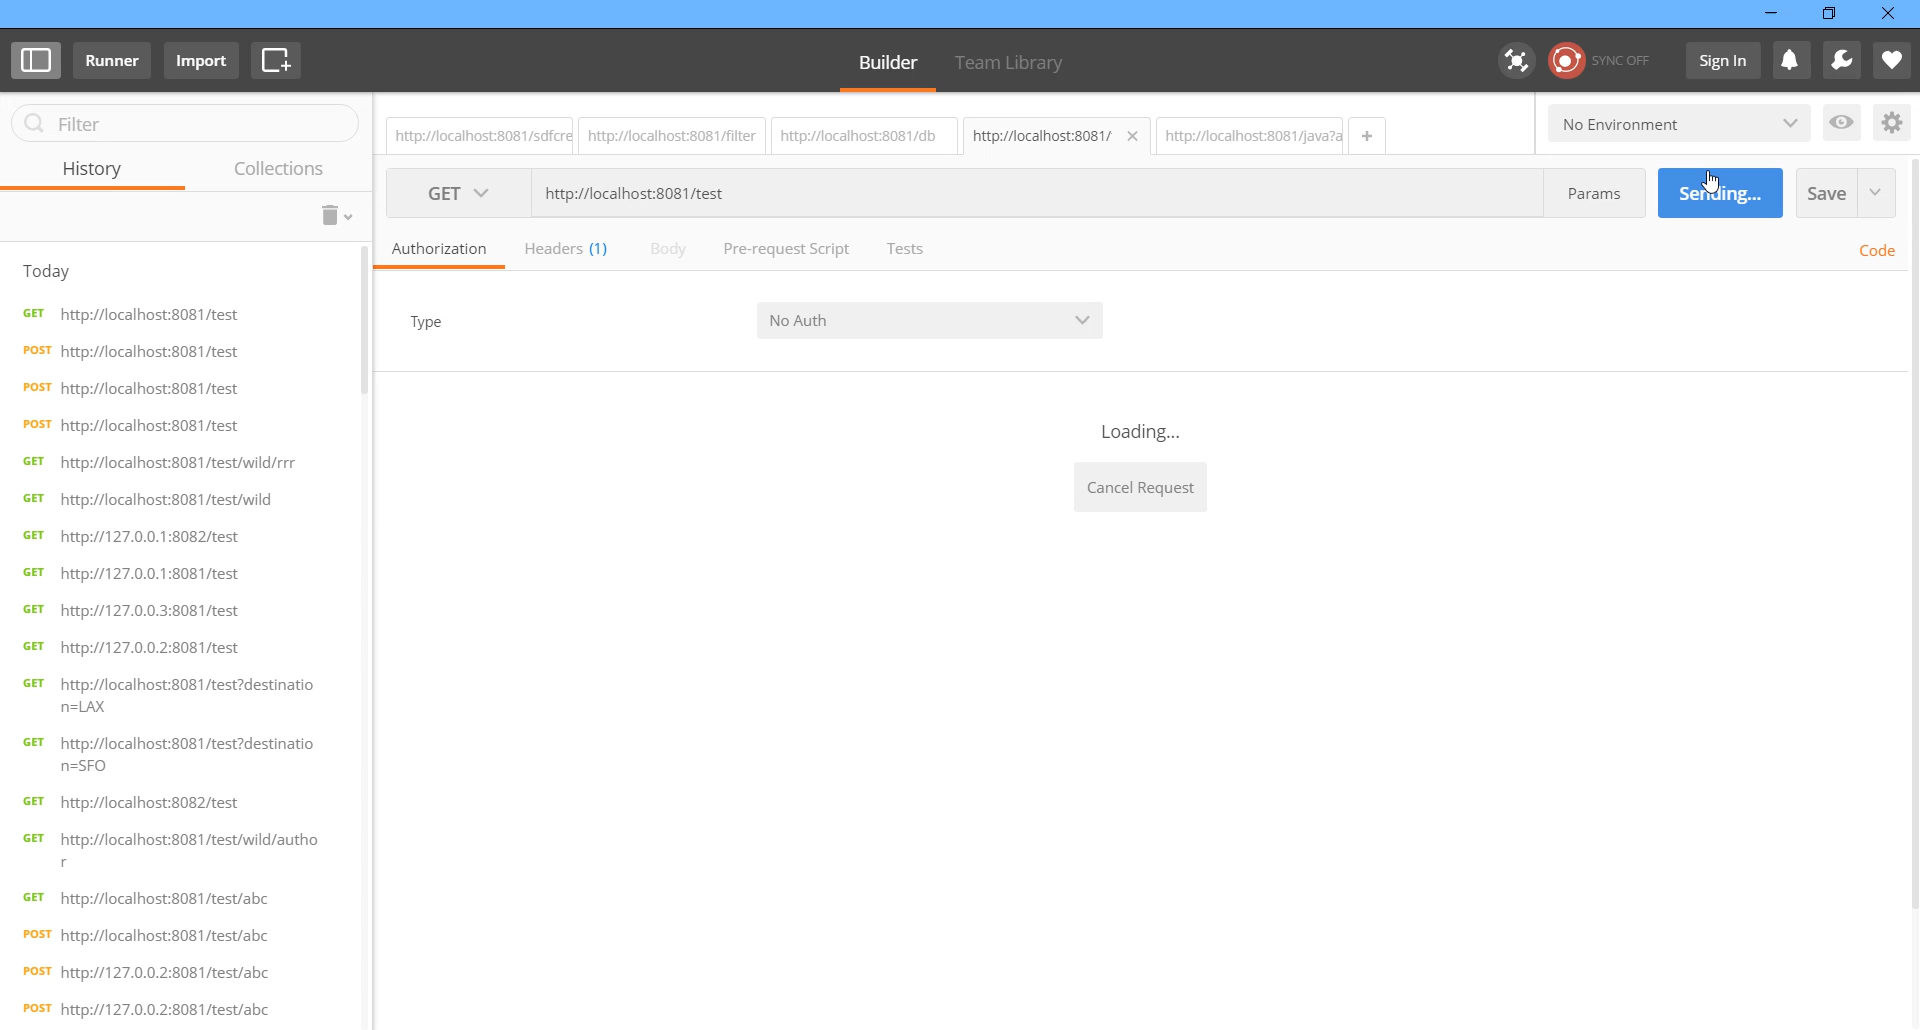 Runner
Import
Builder
Team Library
SYNC OFF
Sign In
Filter
History
Collections
http://localhost:8081/sdfcre
http://localhost:8081/filter
http://localhost:8081/db
http://localhost:8081/
http://localhost:8081/java?a
+
No Environment
GET
http://localhost:8081/test
Params
Sending...
Save
Authorization
Headers (1)
Body
Pre-request Script
Tests
Code
Type
No Auth
Loading...
Cancel Request
Today
GET http://localhost:8081/test
POST http://localhost:8081/test
POST http://localhost:8081/test
POST http://localhost:8081/test
GET http://localhost:8081/test/wild/rrr
GET http://localhost:8081/test/wild
GET http://127.0.0.1:8082/test
GET http://127.0.0.1:8081/test
GET http://127.0.0.3:8081/test
GET http://127.0.0.2:8081/test
GET http://localhost:8081/test?destinatio
n=LAX
GET http://localhost:8081/test?destinatio
n=SFO
GET http://localhost:8082/test
GET http://localhost:8081/test/wild/autho
r
GET http://localhost:8081/test/abc
POST http://localhost:8081/test/abc
POST http://127.0.0.2:8081/test/abc
POST http://127.0.0.2:8081/test/abc